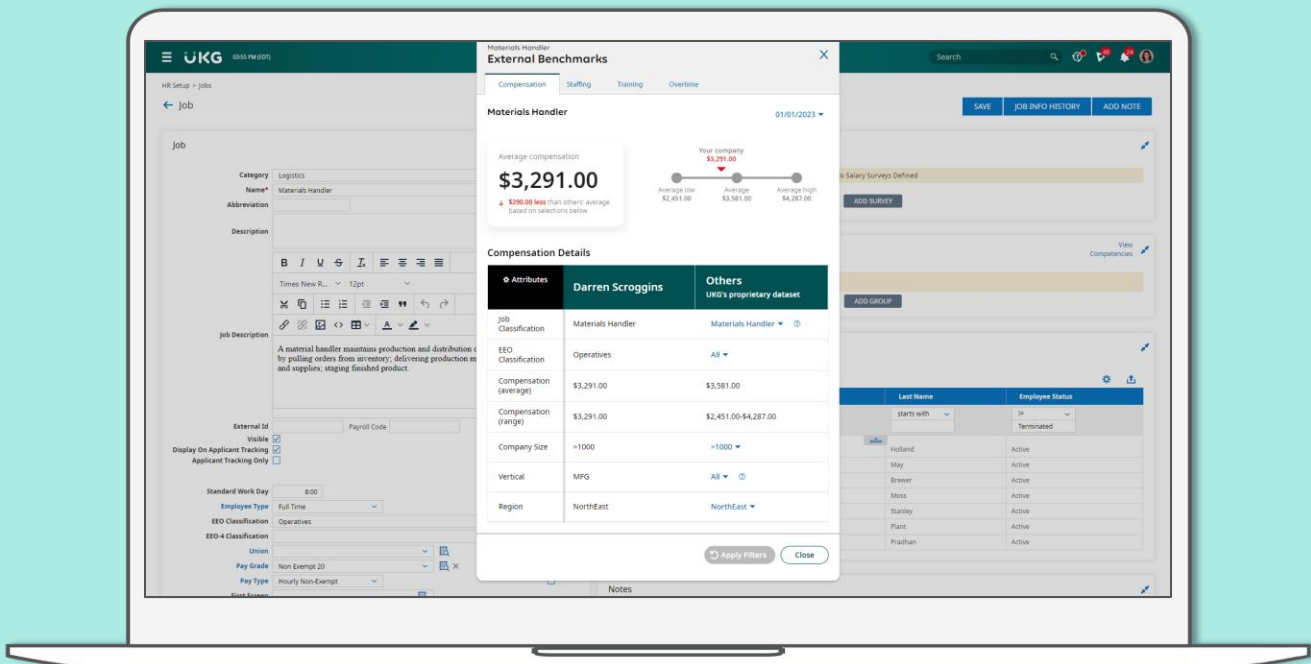 UKG 03:55 PM (EDT)
Search
48
24
HR Setup > Jobs
← Job
SAVE
JOB INFO HISTORY
ADD NOTE
Job
Category Logistics
Name* Materials Handler
Abbreviation
Description
B I U S
Times New R... 12pt
Job Description
A material handler maintains production and distribution
by pulling orders from inventory; delivering production
and supplies; staging finished product.
External Id
Payroll Code
Visible
Display On Applicant Tracking
Applicant Tracking Only
Standard Work Day 8:00
Employee Type Full Time
EEO Classification Operatives
EEO-4 Classification
Union
Pay Grade Non Exempt 20
Pay Type Hourly Non-Exempt
Materials Handler
External Benchmarks
X
Compensation Staffing Training Overtime
Materials Handler
01/01/2023
Average compensation
$3,291.00
↓ $290.00 less than others' average
based on selections below
Your company
$3,291.00
Average low Average Average high
$2,451.00 $3,581.00 $4,287.00
Compensation Details
Attributes Darren Scroggins Others
UKG's proprietary dataset
Job
Classification Materials Handler Materials Handler
EEO
Classification Operatives All
Compensation
(average) $3,291.00 $3,581.00
Compensation
(range) $3,291.00 $2,451.00-$4,287.00
Company Size >1000 >1000
Vertical MFG All
Region NorthEast NorthEast
Apply Filters
Close
o Salary Surveys Defined
ADD SURVEY
View
Competencies
ADD GROUP
Last Name Employee Status
starts with
Terminated
Holland Active
May Active
Brewer Active
Moss Active
Stanley Active
Plant Active
Pradhan Active
Notes